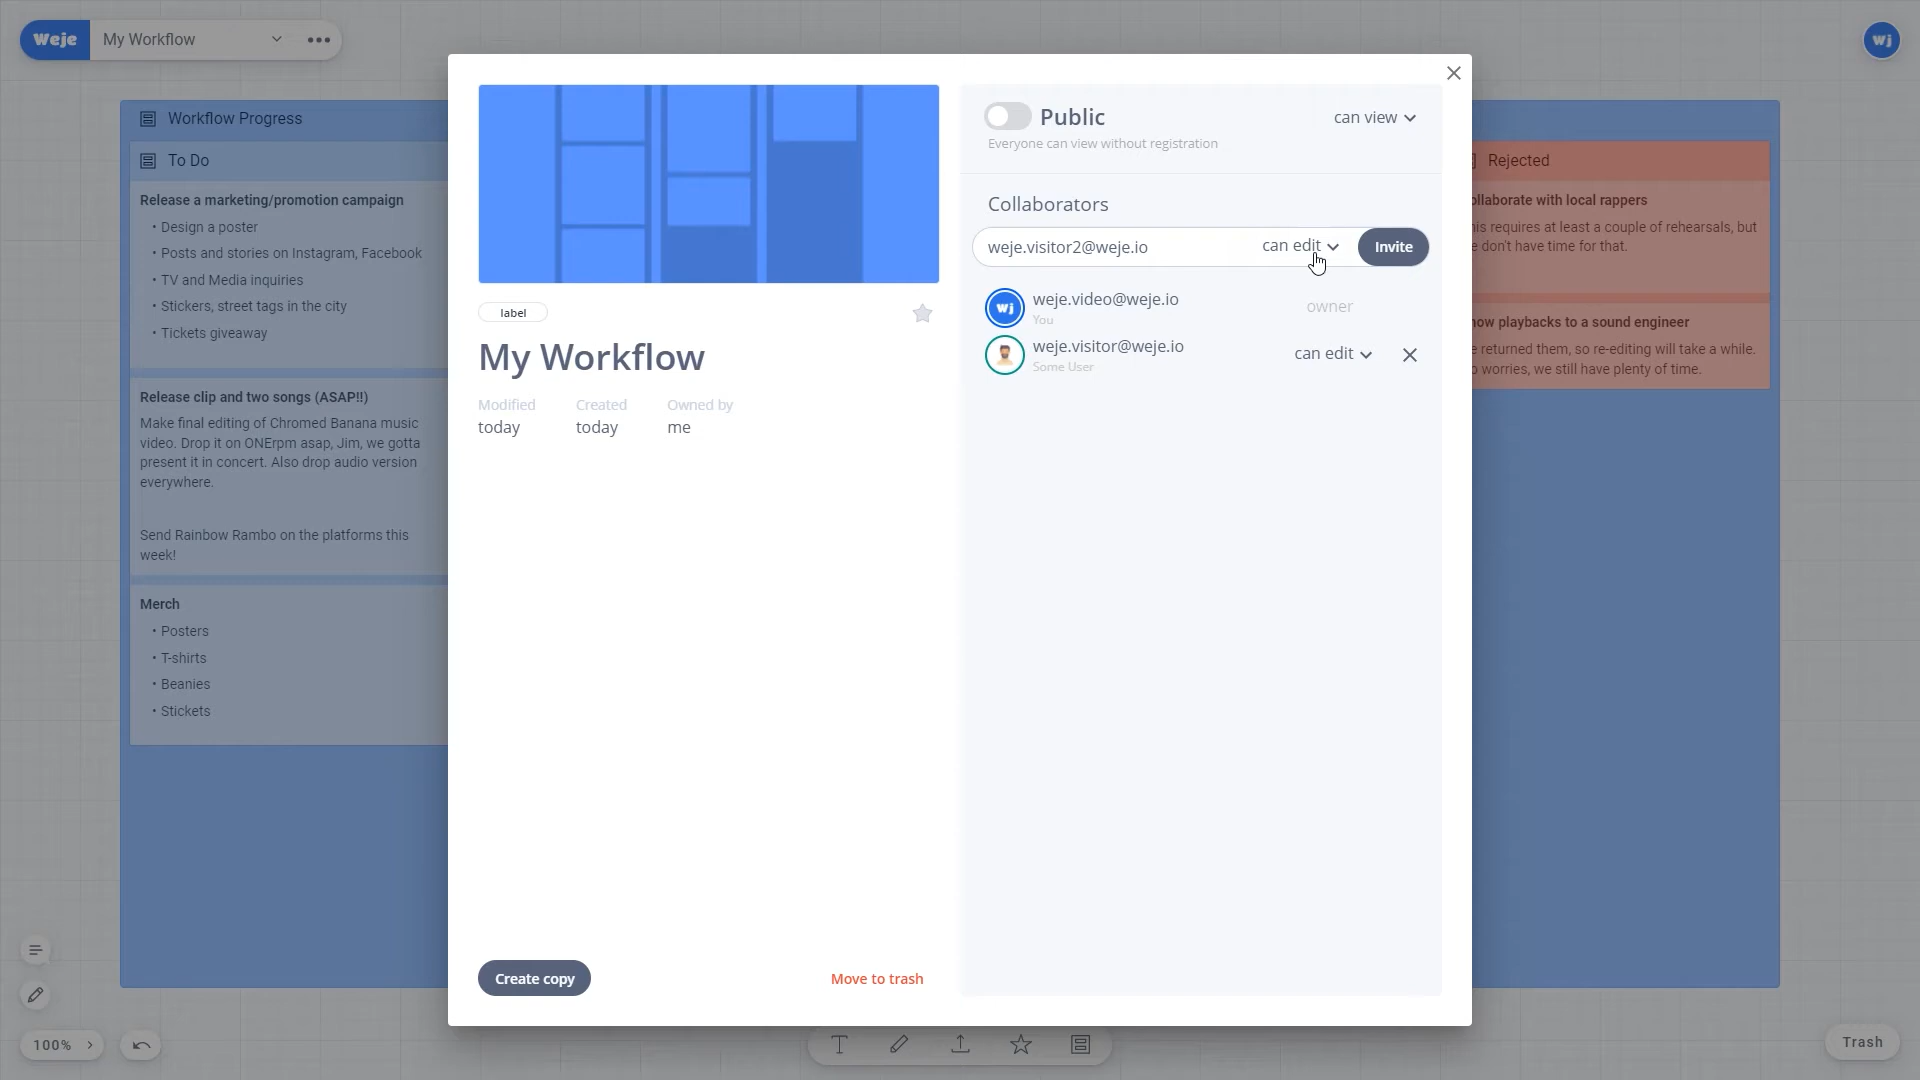 Weje
My Workflow
Wj
Workflow Progress
To Do
Release a marketing/promotion campaign
• Design a poster
• Posts and stories on Instagram, Facebook
• TV and Media inquiries
• Stickers, street tags in the city
• Tickets giveaway
Release clip and two songs (ASAP!!)
Make final editing of Chromed Banana music
video. Drop it on ONErpm asap, Jim, we gotta
present it in concert. Also drop audio version
everywhere.
Send Rainbow Rambo on the platforms this
week!
Merch
• Posters
• T-shirts
• Beanies
• Stickets
label
My Workflow
Modified
today
Created
today
Owned by
me
Create copy
Move to trash
Public
can view
Everyone can view without registration
Collaborators
weje.visitor2@weje.io
can edit
Invite
Wj
weje.video@weje.io
You
owner
weje.visitor@weje.io
Some User
can edit
Rejected
with local rappers
requires at least a couple of rehearsals, but
don't have time for that.
playbacks to a sound engineer
returned them, so re-editing will take a while.
worries, we still have plenty of time.
100%
T
Trash